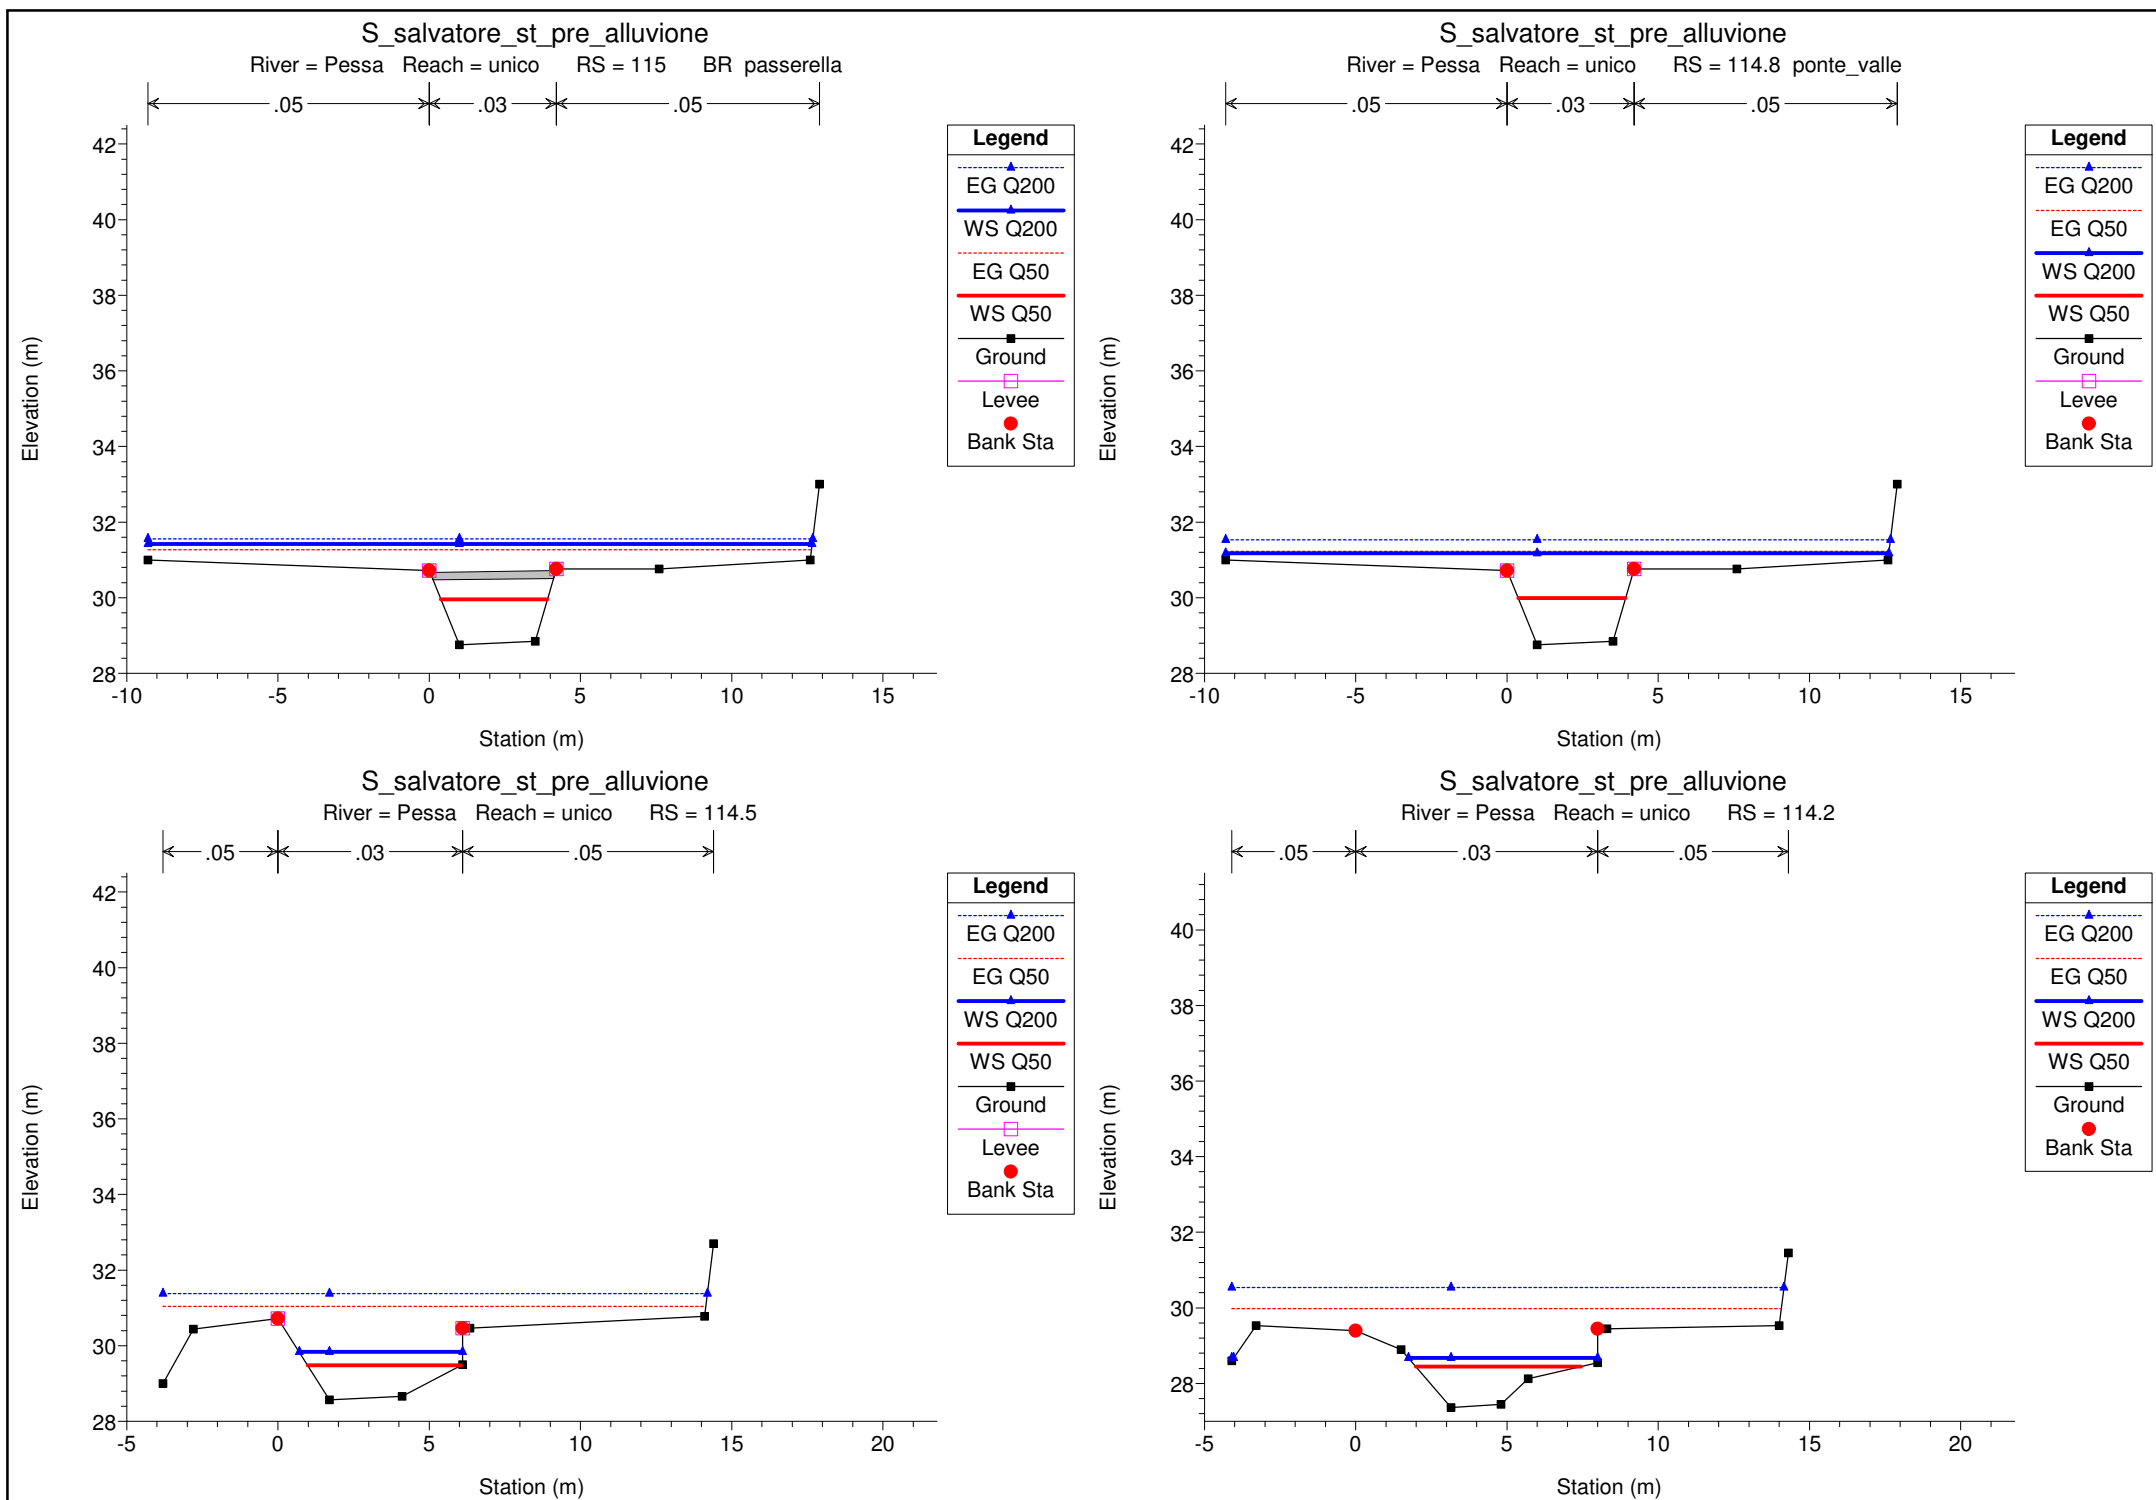 S_salvatore_st_pre_alluvione
River = Pessa Reach = unico RS = 115 BR passerella
.05 .03 .05
Legend
EG Q200
WS Q200
EG Q50
WS Q50
Ground
Levee
Bank Sta
42
40
38
36
34
32
30
28
Elevation (m)
-10 -5 0 5 10 15
Station (m)
S_salvatore_st_pre_alluvione
River = Pessa Reach = unico RS = 114.8 ponte_valle
.05 .03 .05
Legend
EG Q200
EG Q50
WS Q200
WS Q50
Ground
Levee
Bank Sta
42
40
38
36
34
32
30
28
Elevation (m)
-10 -5 0 5 10 15
Station (m)
S_salvatore_st_pre_alluvione
River = Pessa Reach = unico RS = 114.5
.05 .03 .05
Legend
EG Q200
EG Q50
WS Q200
WS Q50
Ground
Levee
Bank Sta
42
40
38
36
34
32
30
28
Elevation (m)
-5 0 5 10 15 20
Station (m)
S_salvatore_st_pre_alluvione
River = Pessa Reach = unico RS = 114.2
.05 .03 .05
Legend
EG Q200
EG Q50
WS Q200
WS Q50
Ground
Bank Sta
40
38
36
34
32
30
28
Elevation (m)
-5 0 5 10 15 20
Station (m)